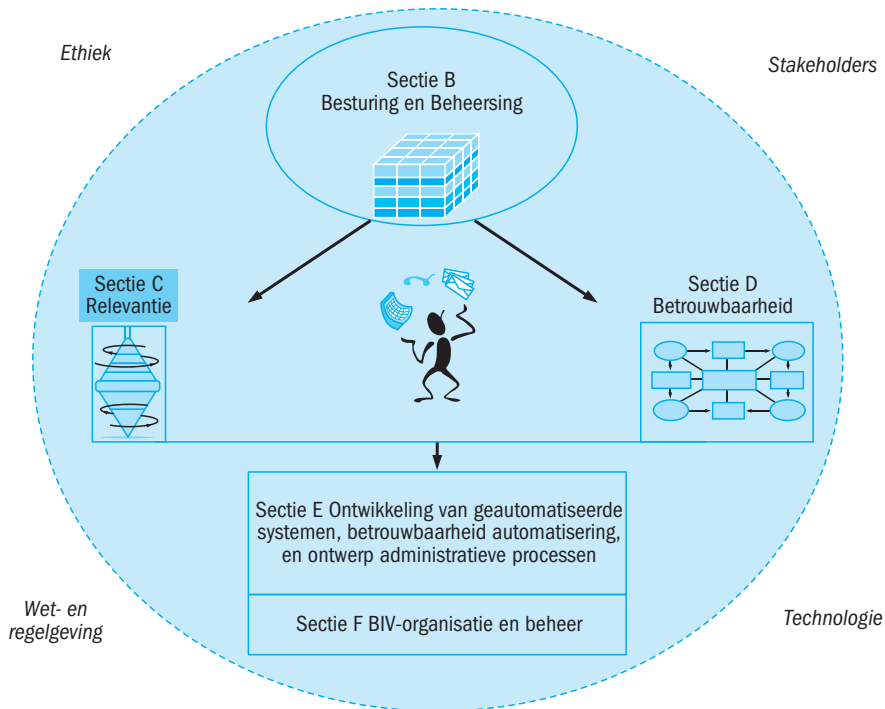 Ethiek
Stakeholders
Sectie B
Besturing en Beheersing
Sectie C
Relevantie
Sectie D
Betrouwbaarheid
Sectie E Ontwikkeling van geautomatiseerde
systemen, betrouwbaarheid automatisering,
en ontwerp administratieve processen
Sectie F BIV-organisatie en beheer
Wet- en
regelgeving
Technologie